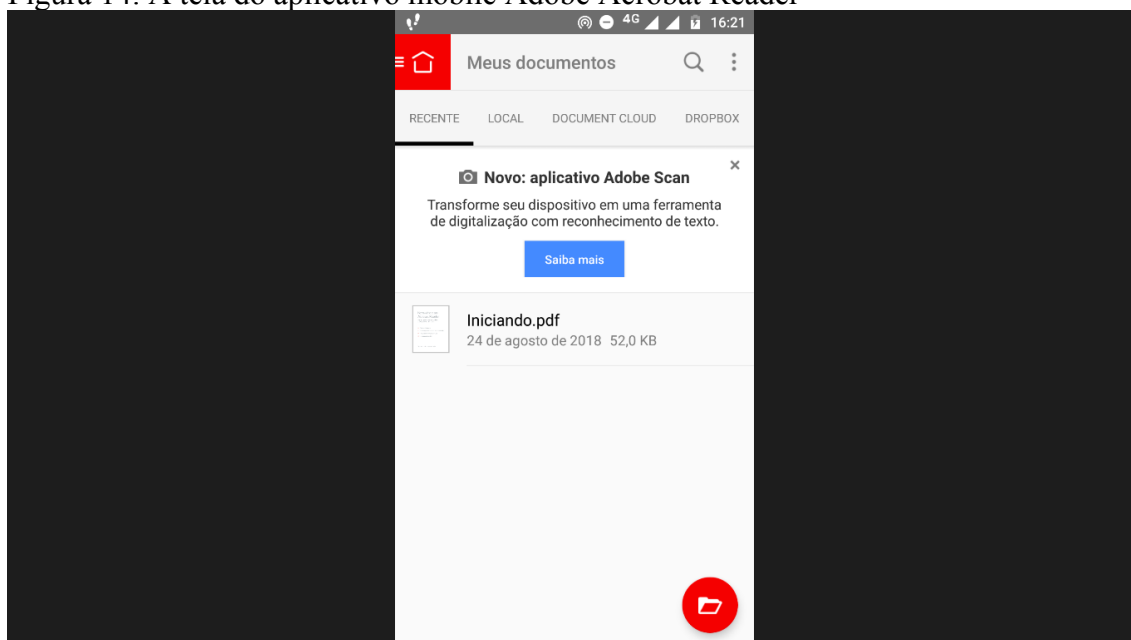 Figura 14: A tela do aplicativo mobile Adobe Acrobat Reader
4G 16:21
Meus documentos
RECENTE LOCAL DOCUMENT CLOUD DROPBOX
Novo: aplicativo Adobe Scan
Transforme seu dispositivo em uma ferramenta
de digitalização com reconhecimento de texto.
Saiba mais
Iniciando.pdf
24 de agosto de 2018 52,0 KB